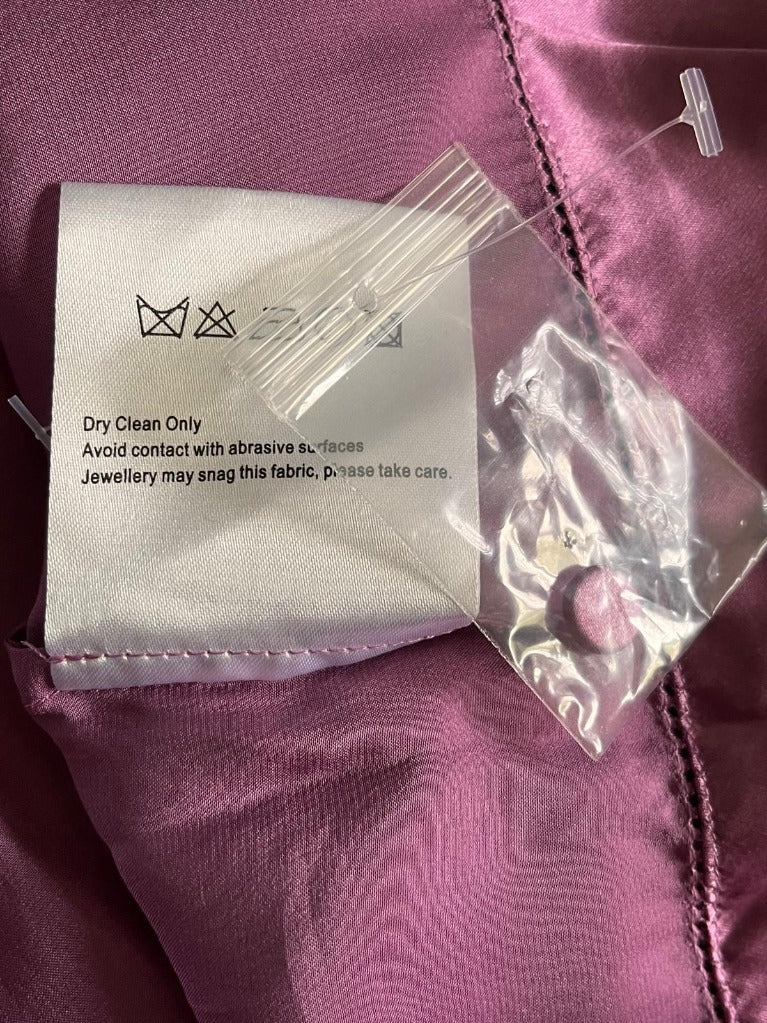 Dry Clean Only
Avoid contact with abrasive surfaces
Jewellery may snag this fabric, please take care.